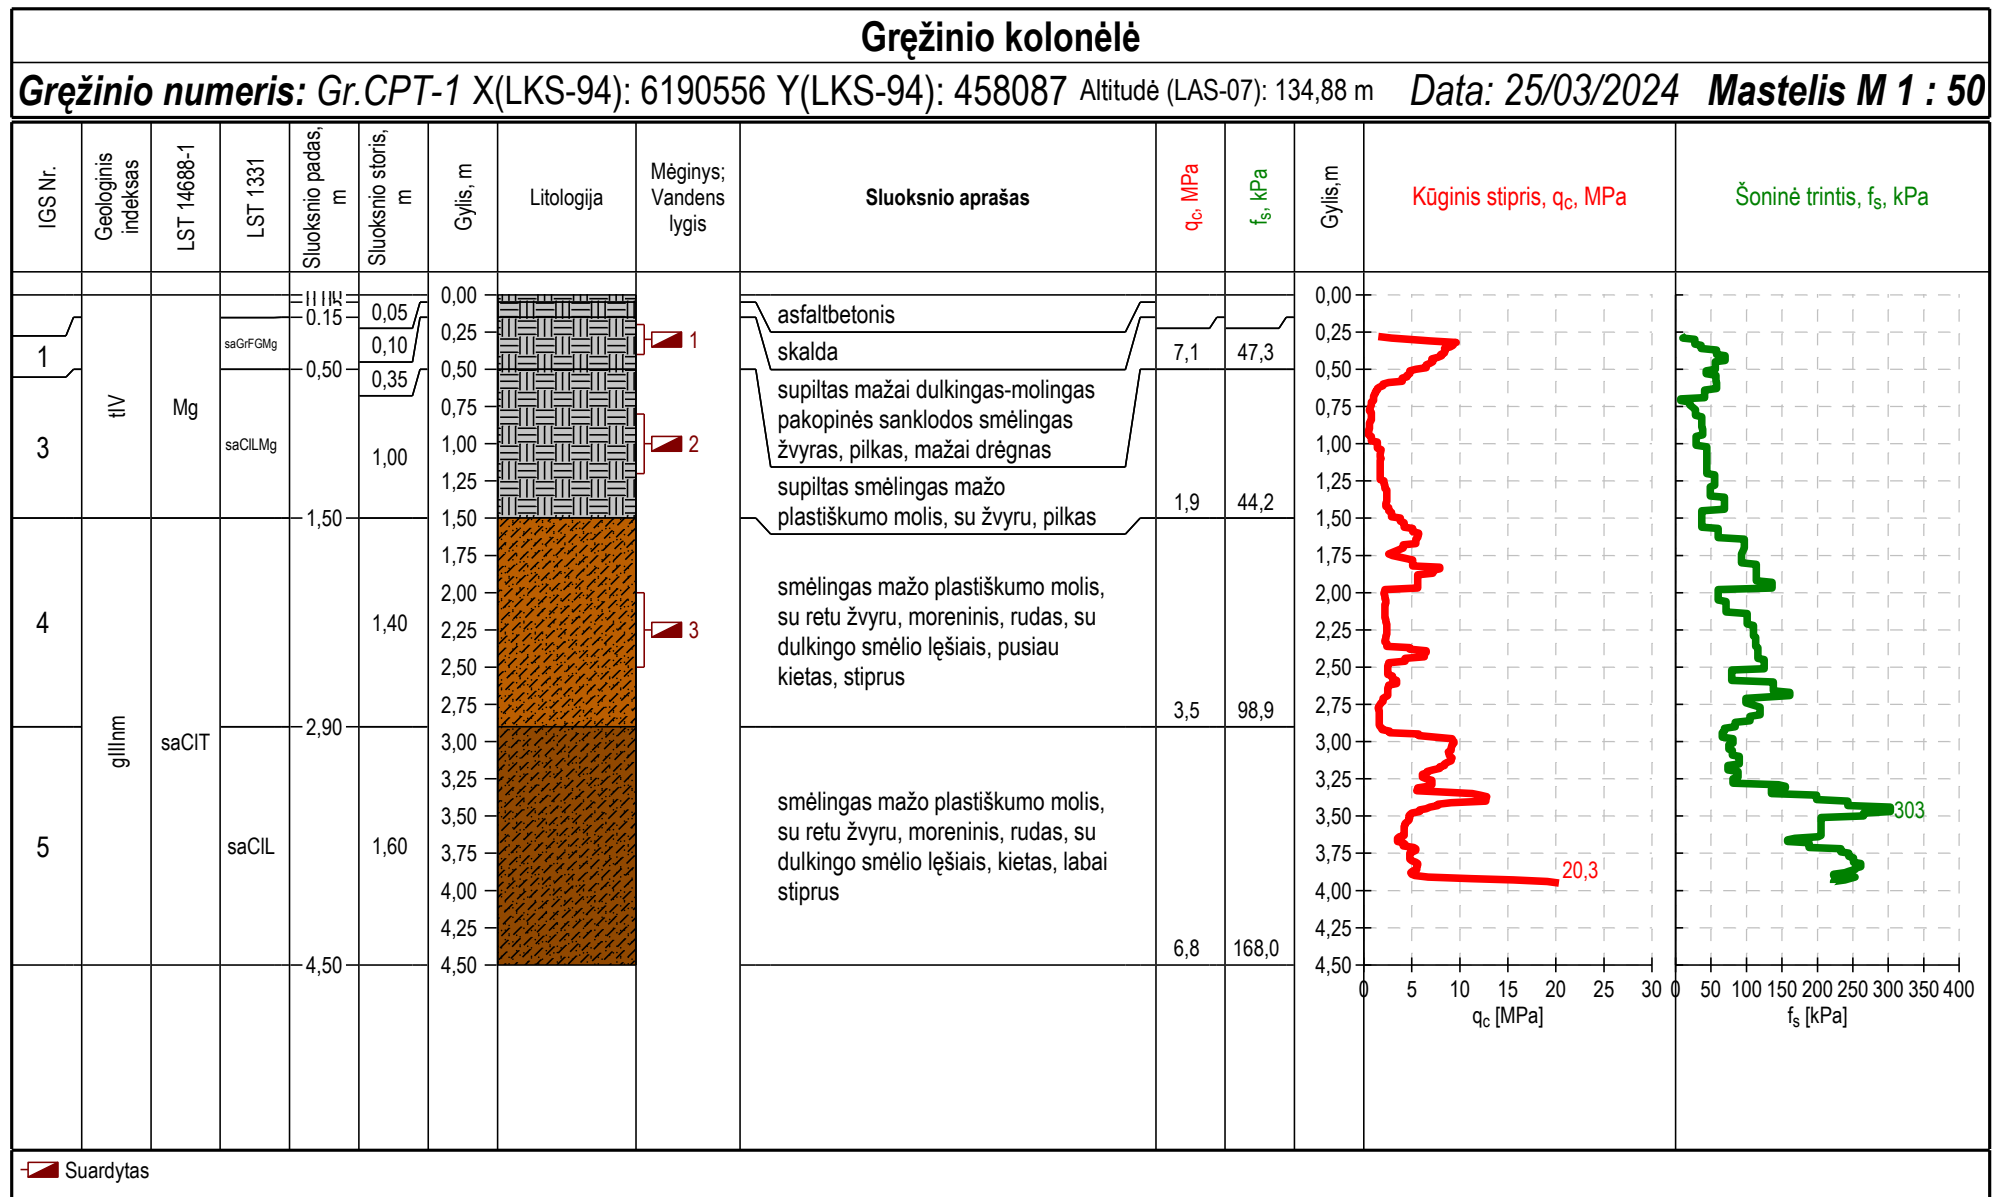 Gręžinio kolonėlė
Gręžinio numeris: Gr.CPT-1 X(LKS-94): 6190556 Y(LKS-94): 458087 Altitudė (LAS-07): 134,88 m Data: 25/03/2024 Mastelis M 1 : 50
IGS Nr.
Geologinis
indeksas
LST 14688-1
LST 1331
Sluoksnio padas,
m
Sluoksnio storis,
m
Gylis, m
Litologija
Mėginys;
Vandens
lygis
Sluoksnio aprašas
qc, MPa
fs, kPa
Gylis,m
Kūginis stipris, qc, MPa
Šoninė trintis, fs, kPa
1
3
4
5
tIV
gIIInm
Mg
saClT
saGrFGMg
saClLMg
saClL
0.15
0,50
1,50
2,90
4,50
0,05
0,10
0,35
1,00
1,40
1,60
0,00
0,25
0,50
0,75
1,00
1,25
1,50
1,75
2,00
2,25
2,50
2,75
3,00
3,25
3,50
3,75
4,00
4,25
4,50
1
2
3
asfaltbetonis
skalda
supiltas mažai dulkingas-molingas
pakopinės sanklodos smėlingas
žvyras, pilkas, mažai drėgnas
supiltas smėlingas mažo
plastiškumo molis, su žvyru, pilkas
smėlingas mažo plastiškumo molis,
su retu žvyru, moreninis, rudas, su
dulkingo smėlio lęšiais, pusiau
kietas, stiprus
smėlingas mažo plastiškumo molis,
su retu žvyru, moreninis, rudas, su
dulkingo smėlio lęšiais, kietas, labai
stiprus
7,1 47,3
1,9 44,2
3,5 98,9
6,8 168,0
0,00
0,25
0,50
0,75
1,00
1,25
1,50
1,75
2,00
2,25
2,50
2,75
3,00
3,25
3,50
3,75
4,00
4,25
4,50
20,3
0 5 10 15 20 25 30
qc [MPa]
303
0 50 100 150 200 250 300 350 400
fs [kPa]
Suardytas